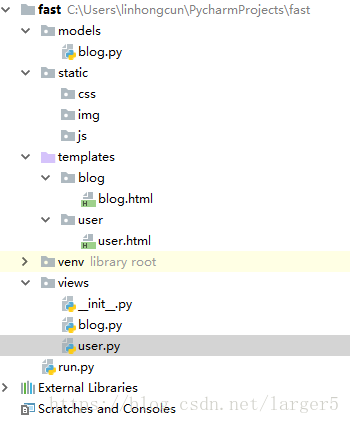 fast C:\Users\linhongcun\PycharmProjects\fast
models
blog.py
static
css
img
js
templates
blog
blog.html
user
user.html
venv library root
views
__init__.py
blog.py
user.py
run.py
External Libraries
Scratches and Consoles
https://blog.csdn.net/larger5